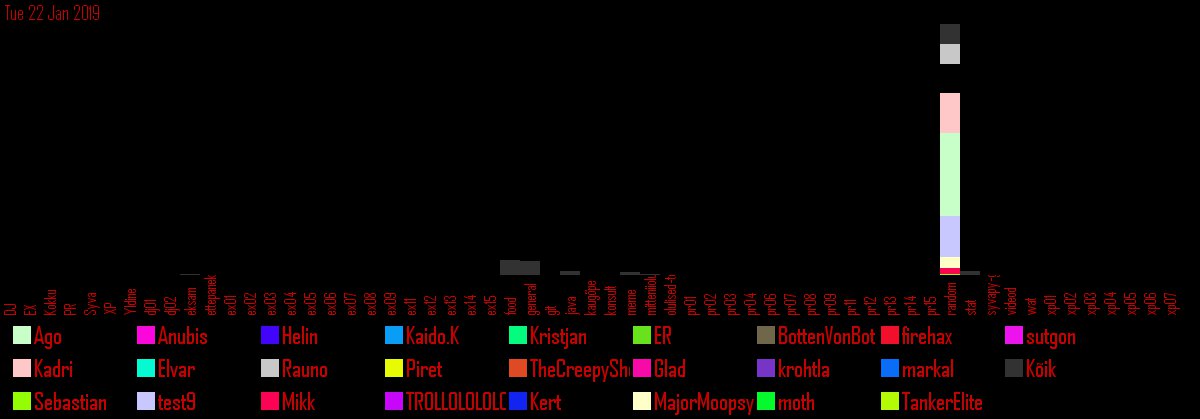 Tue 22 Jan 2019
DJ EX Kokku PR Syva XP Yldine dj01 dj02 eksam ettepanek ex01 ex02 ex03 ex04 ex05 ex06 ex07 ex08 ex09 ex11 ex12 ex13 ex14 ex15 food general git java kaugõpe konsult meme olulised-h pr01 pr02 pr03 pr04 pr06 pr07 pr08 pr09 pr11 pr12 pr13 pr14 pr15 random stat videod wat xp01 xp02 xp03 xp04 xp05 xp06 xp07
Ago Anubis Helin Kaido.K Kristjan ER BottenVonBot firehax sutgon
Kadri Elvar Rauno Piret TheCreepySh Glad krohtla markal Kõik
Sebastian test9 Mikk TROLLOLOLOLO Kert MajorMoopsy moth TankerElite